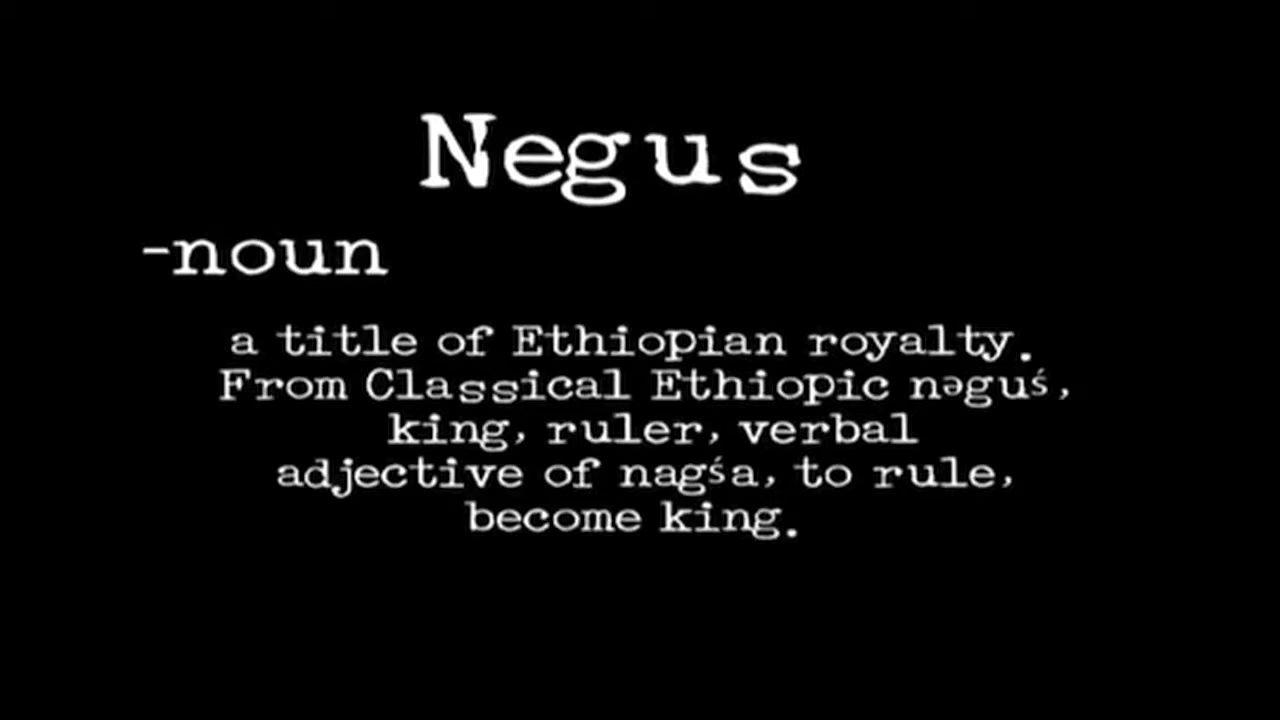 Negus
-noun
a title of Ethiopian royalty.
From Classical Ethiopic nəguś,
king, ruler, verbal
adjective of nagśa, to rule,
become king.